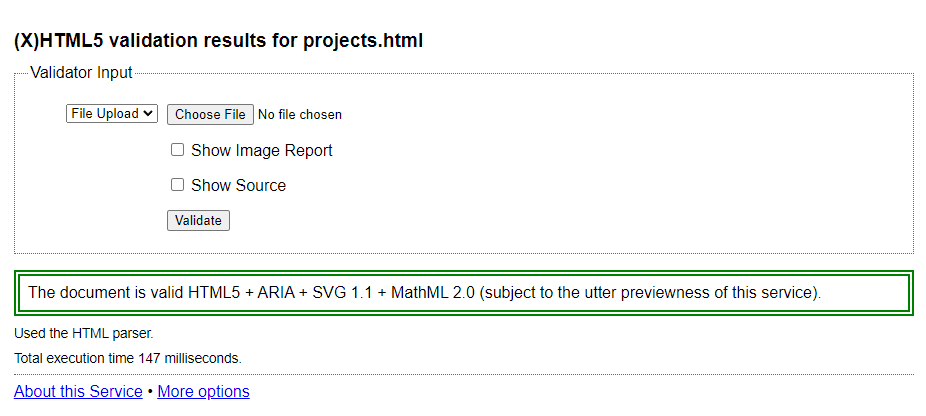 (X)HTML5 validation results for projects.html
Validator Input
File Upload Choose File No file chosen
Show Image Report
Show Source
Validate
The document is valid HTML5 + ARIA + SVG 1.1 + MathML 2.0 (subject to the utter previewness of this service).
Used the HTML parser.
Total execution time 147 milliseconds.
About this Service • More options